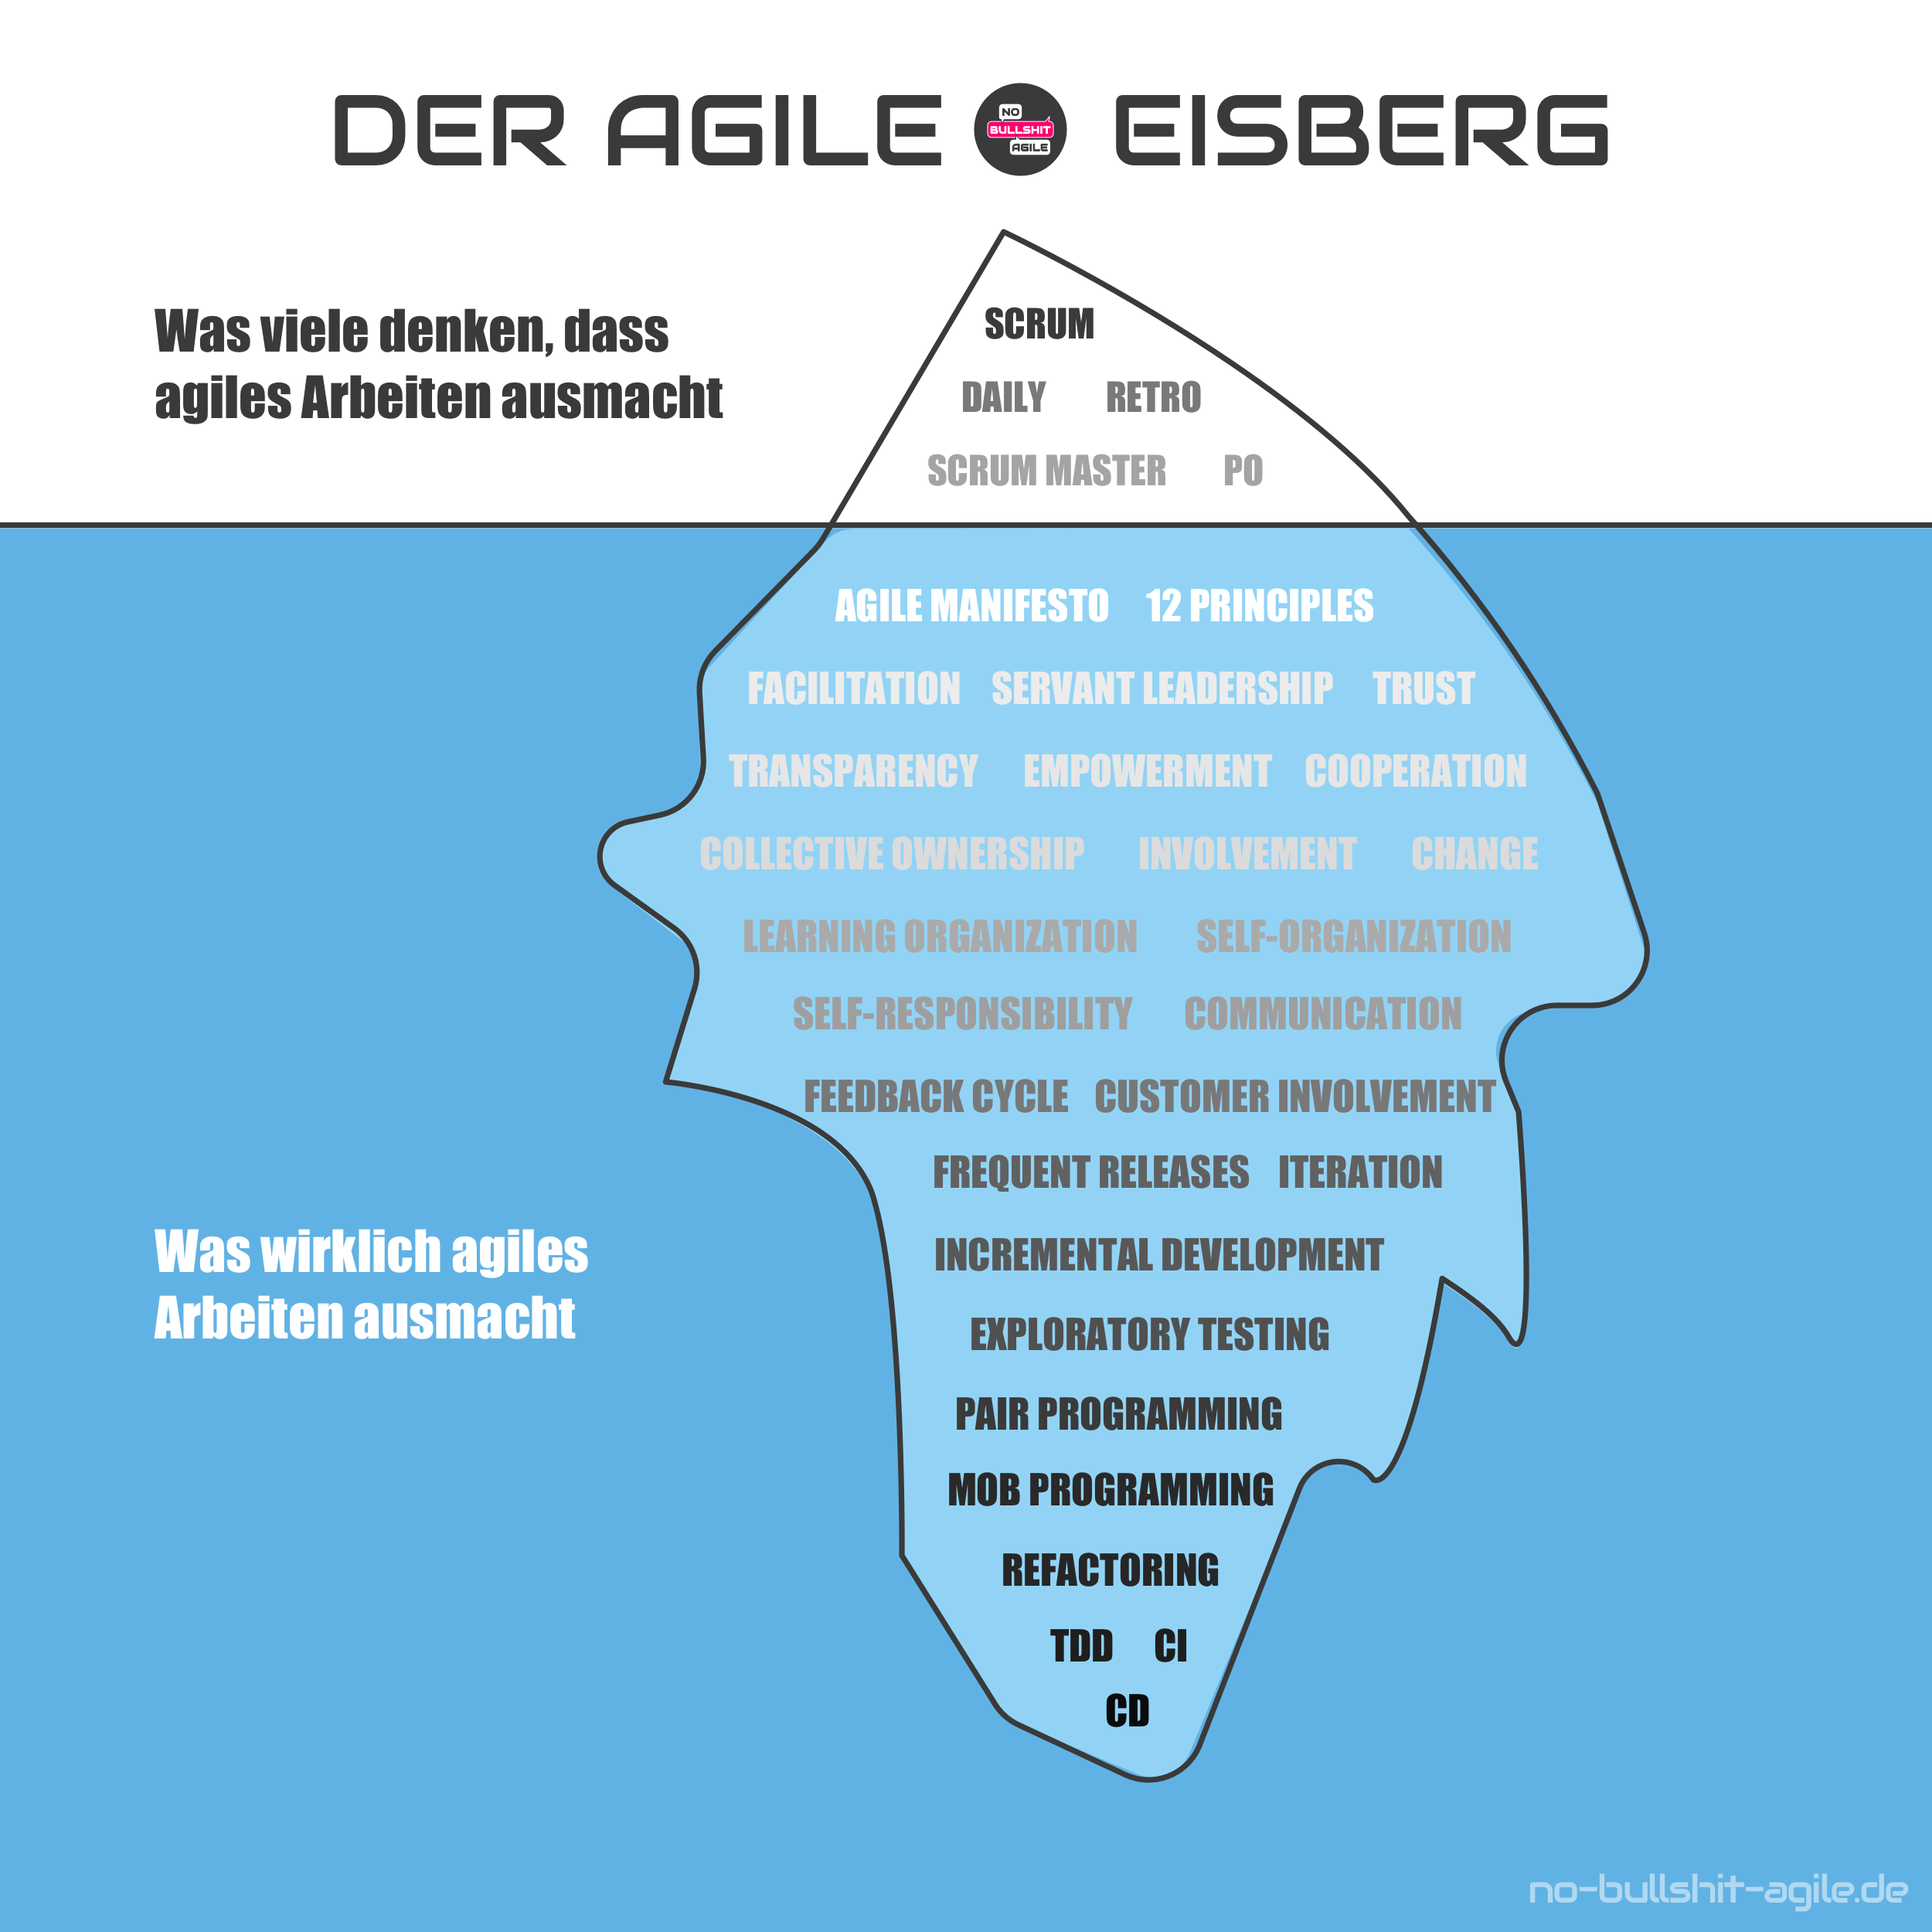 DER AGILE NO BULLSHIT AGILE EISBERG
Was viele denken, dass
agiles Arbeiten ausmacht
SCRUM
DAILY RETRO
SCRUM MASTER PO
AGILE MANIFESTO 12 PRINCIPLES
FACILITATION SERVANT LEADERSHIP TRUST
TRANSPARENCY EMPOWERMENT COOPERATION
COLLECTIVE OWNERSHIP INVOLVEMENT CHANGE
LEARNING ORGANIZATION SELF-ORGANIZATION
SELF-RESPONSIBILITY COMMUNICATION
FEEDBACK CYCLE CUSTOMER INVOLVEMENT
FREQUENT RELEASES ITERATION
Was wirklich agiles
Arbeiten ausmacht
INCREMENTAL DEVELOPMENT
EXPLORATORY TESTING
PAIR PROGRAMMING
MOB PROGRAMMING
REFACTORING
TDD CI
CD
no-bullshit-agile.de